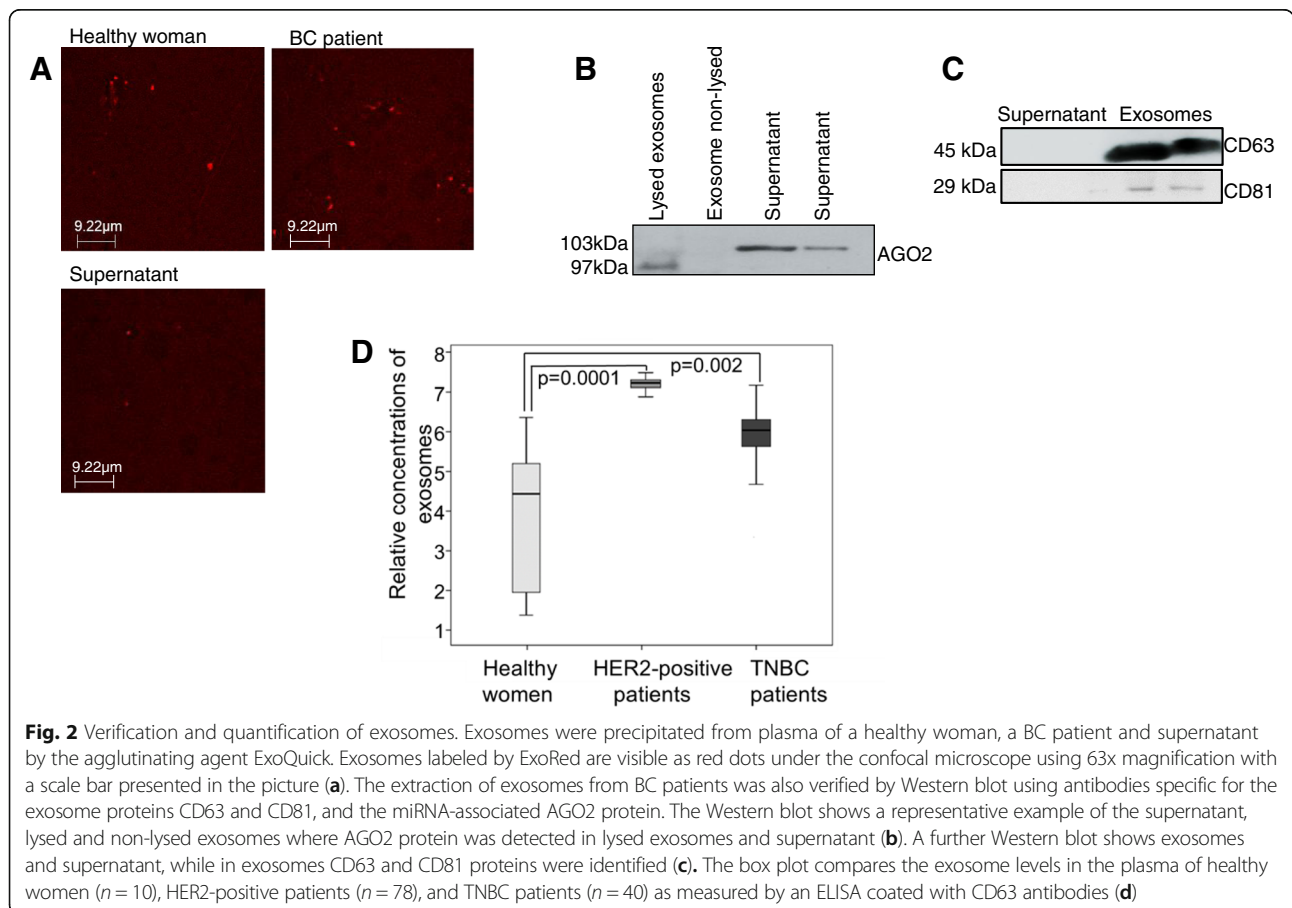 A
Healthy woman
BC patient
9.22µm
9.22µm
Supernatant
9.22µm
B
Lysed exosomes
Exosome non-lysed
Supernatant
Supernatant
103kDa
97kDa
AGO2
C
Supernatant Exosomes
45 kDa
CD63
29 kDa
CD81
D
Relative concentrations of
exosomes
8
7
6
5
4
3
2
1
p=0.0001
p=0.002
Healthy
women
HER2-positive
patients
TNBC
patients
Fig. 2 Verification and quantification of exosomes. Exosomes were precipitated from plasma of a healthy woman, a BC patient and supernatant
by the agglutinating agent ExoQuick. Exosomes labeled by ExoRed are visible as red dots under the confocal microscope using 63x magnification with
a scale bar presented in the picture (a). The extraction of exosomes from BC patients was also verified by Western blot using antibodies specific for the
exosome proteins CD63 and CD81, and the miRNA-associated AGO2 protein. The Western blot shows a representative example of the supernatant,
lysed and non-lysed exosomes where AGO2 protein was detected in lysed exosomes and supernatant (b). A further Western blot shows exosomes
and supernatant, while in exosomes CD63 and CD81 proteins were identified (c). The box plot compares the exosome levels in the plasma of healthy
women (n = 10), HER2-positive patients (n = 78), and TNBC patients (n = 40) as measured by an ELISA coated with CD63 antibodies (d)